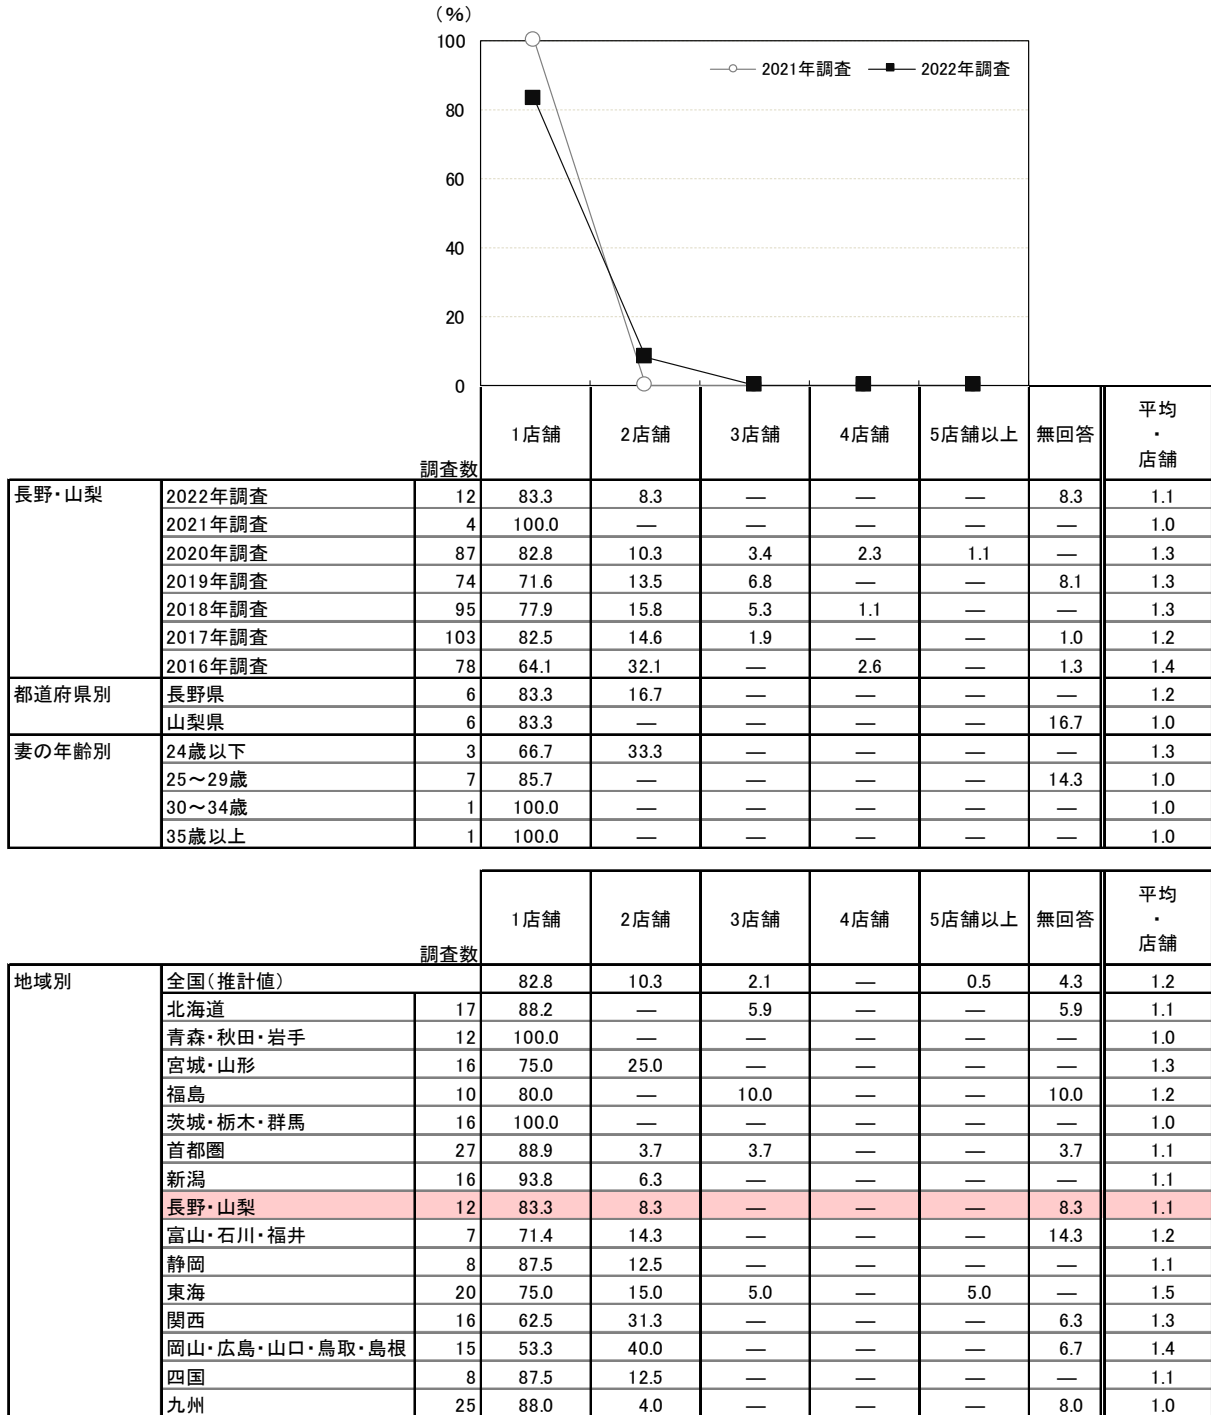 （%）
100
80
60
40
20
0
2021年調査 2022年調査
調査数 1店舗 2店舗 3店舗 4店舗 5店舗以上 無回答 平均・店舗
長野・山梨 2022年調査 12 83.3 8.3 ― ― ― 8.3 1.1
2021年調査 4 100.0 ― ― ― ― ― 1.0
2020年調査 87 82.8 10.3 3.4 2.3 1.1 ― 1.3
2019年調査 74 71.6 13.5 6.8 ― ― 8.1 1.3
2018年調査 95 77.9 15.8 5.3 1.1 ― ― 1.3
2017年調査 103 82.5 14.6 1.9 ― ― 1.0 1.2
2016年調査 78 64.1 32.1 ― 2.6 ― 1.3 1.4
都道府県別 長野県 6 83.3 16.7 ― ― ― ― 1.2
山梨県 6 83.3 ― ― ― ― 16.7 1.0
妻の年齢別 24歳以下 3 66.7 33.3 ― ― ― ― 1.3
25～29歳 7 85.7 ― ― ― ― 14.3 1.0
30～34歳 1 100.0 ― ― ― ― ― 1.0
35歳以上 1 100.0 ― ― ― ― ― 1.0
調査数 1店舗 2店舗 3店舗 4店舗 5店舗以上 無回答 平均・店舗
地域別 全国（推計値） 82.8 10.3 2.1 ― 0.5 4.3 1.2
北海道 17 88.2 ― 5.9 ― ― 5.9 1.1
青森・秋田・岩手 12 100.0 ― ― ― ― ― 1.0
宮城・山形 16 75.0 25.0 ― ― ― ― 1.3
福島 10 80.0 ― 10.0 ― ― 10.0 1.2
茨城・栃木・群馬 16 100.0 ― ― ― ― ― 1.0
首都圏 27 88.9 3.7 3.7 ― ― 3.7 1.1
新潟 16 93.8 6.3 ― ― ― ― 1.1
長野・山梨 12 83.3 8.3 ― ― ― 8.3 1.1
富山・石川・福井 7 71.4 14.3 ― ― ― 14.3 1.2
静岡 8 87.5 12.5 ― ― ― ― 1.1
東海 20 75.0 15.0 5.0 ― 5.0 ― 1.5
関西 16 62.5 31.3 ― ― ― 6.3 1.3
岡山・広島・山口・鳥取・島根 15 53.3 40.0 ― ― ― 6.7 1.4
四国 8 87.5 12.5 ― ― ― ― 1.1
九州 25 88.0 4.0 ― ― ― 8.0 1.0